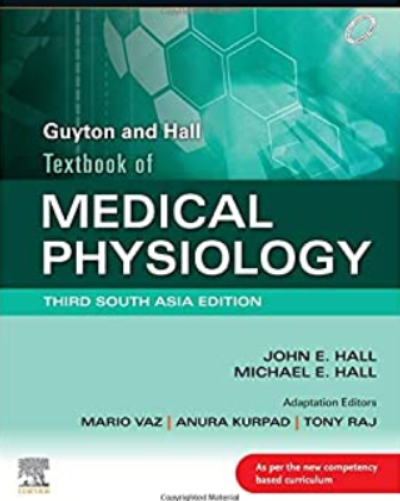 Guyton and Hall
Textbook of
MEDICAL
PHYSIOLOGY
THIRD SOUTH ASIA EDITION
JOHN E. HALL
MICHAEL E. HALL
Adaptation Editors
MARIO VAZ | ANURA KURPAD | TONY RAJ
As per the new competency
based curriculum
ELSEVIER